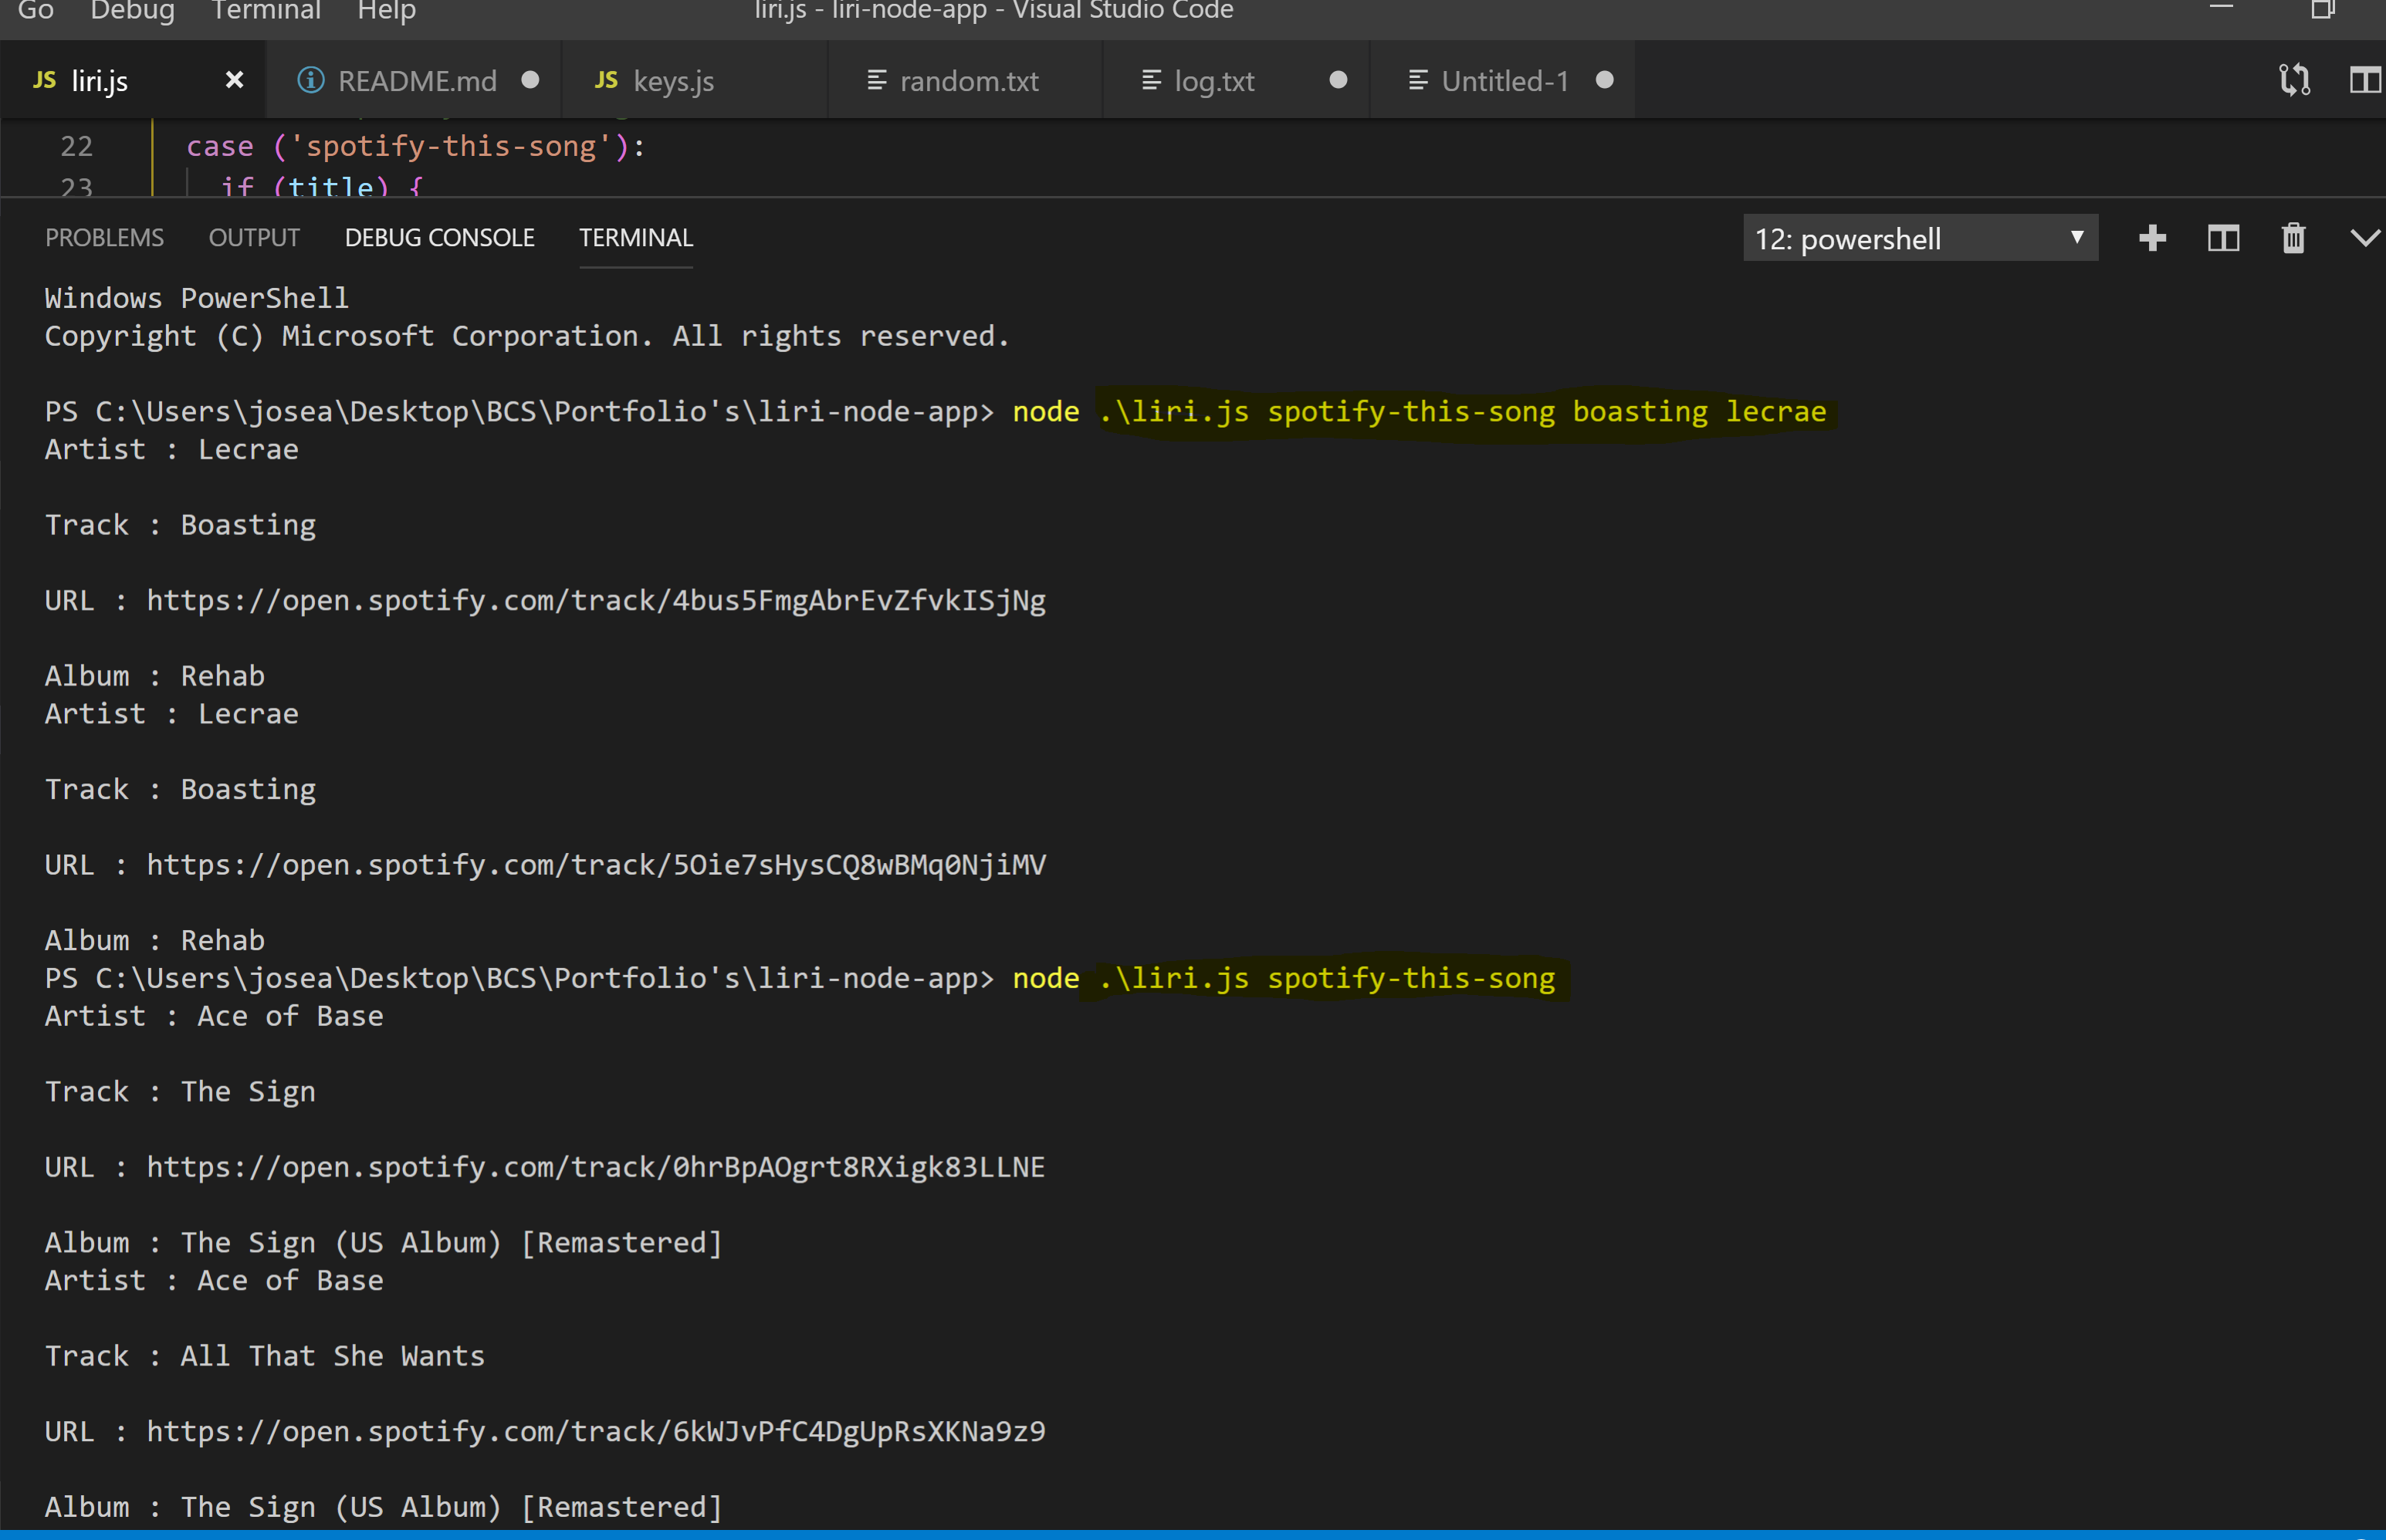 Go Debug Terminal Help liri.js - liri-node-app - Visual Studio Code
JS liri.js README.md JS keys.js random.txt log.txt Untitled-1
22 case ('spotify-this-song'):
23 if (title) {
PROBLEMS OUTPUT DEBUG CONSOLE TERMINAL 12: powershell
Windows PowerShell
Copyright (C) Microsoft Corporation. All rights reserved.
PS C:\Users\josea\Desktop\BCS\Portfolio's\liri-node-app> node .\liri.js spotify-this-song boasting lecrae
Artist : Lecrae
Track : Boasting
URL : https://open.spotify.com/track/4bus5FmgAbrEvZfvkISjNg
Album : Rehab
Artist : Lecrae
Track : Boasting
URL : https://open.spotify.com/track/5Oie7sHysCQ8wBMq0NjiMV
Album : Rehab
PS C:\Users\josea\Desktop\BCS\Portfolio's\liri-node-app> node .\liri.js spotify-this-song
Artist : Ace of Base
Track : The Sign
URL : https://open.spotify.com/track/0hrBpAOgrt8RXigk83LLNE
Album : The Sign (US Album) [Remastered]
Artist : Ace of Base
Track : All That She Wants
URL : https://open.spotify.com/track/6kWJvPfC4DgUpRsXKNa9z9
Album : The Sign (US Album) [Remastered]